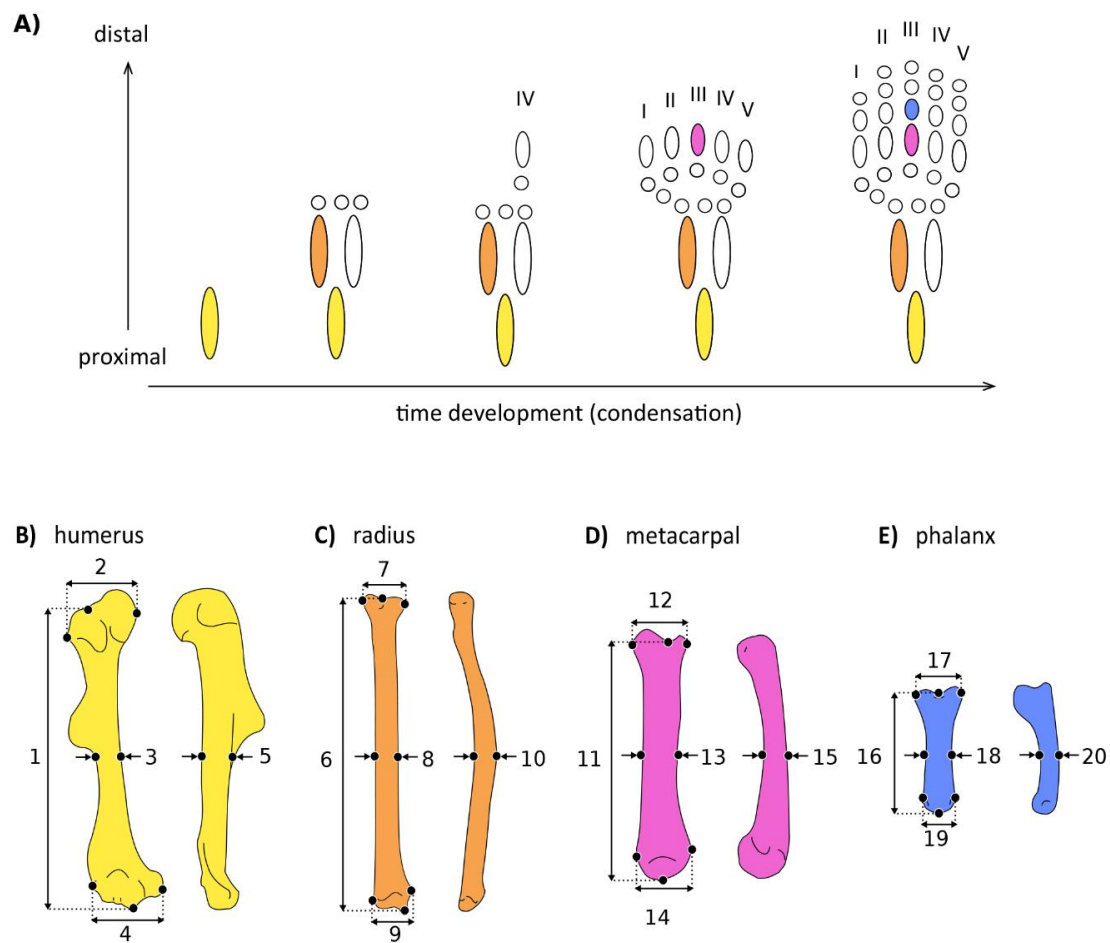 A)
distal
proximal
IV
I II III IV V
I II III IV V
time development (condensation)
B) humerus
2
1
3
5
4
C) radius
7
6
8
10
9
D) metacarpal
12
11
13
15
14
E) phalanx
17
16
18
20
19